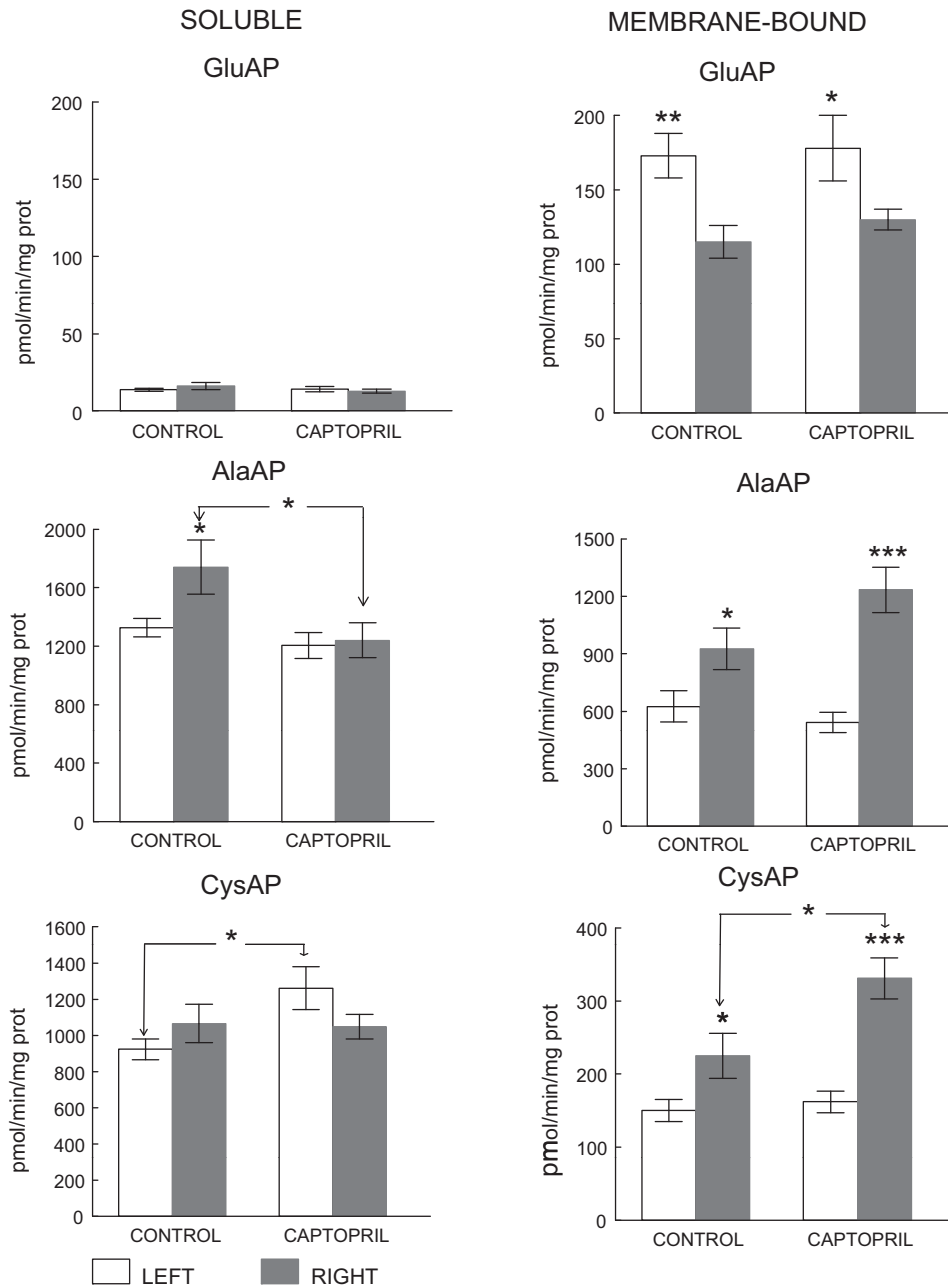 SOLUBLE
GluAP
200
150
100
50
0
pmol/min/mg prot
CONTROL CAPTOPRIL
MEMBRANE-BOUND
GluAP
200
150
100
50
0
pmol/min/mg prot
** *
CONTROL CAPTOPRIL
AlaAP
2000
1600
1200
800
400
0
pmol/min/mg prot
*
*
CONTROL CAPTOPRIL
AlaAP
1500
1200
900
600
300
0
pmol/min/mg prot
***
*
CONTROL CAPTOPRIL
CysAP
1600
1400
1200
1000
800
600
400
200
0
pmol/min/mg prot
*
CONTROL CAPTOPRIL
CysAP
400
300
200
100
0
pmol/min/mg prot
*
***
*
CONTROL CAPTOPRIL
LEFT RIGHT